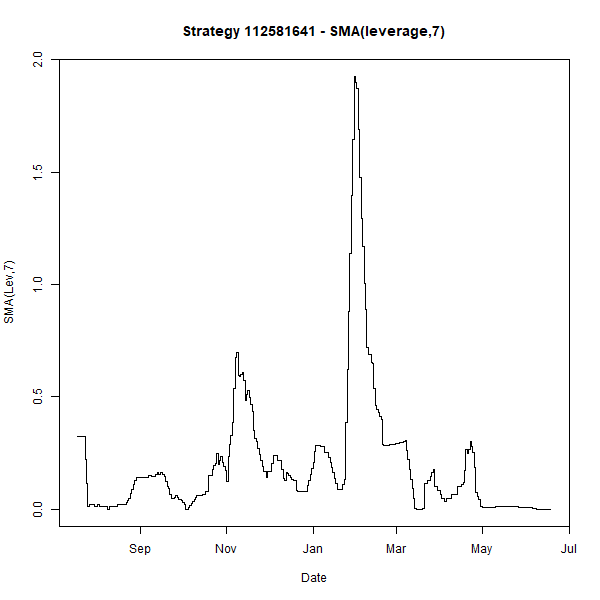 Strategy 112581641 - SMA(leverage,7)
SMA(Lev,7)
2.0
1.5
1.0
0.5
0.0
Sep Nov Jan Mar May Jul
Date